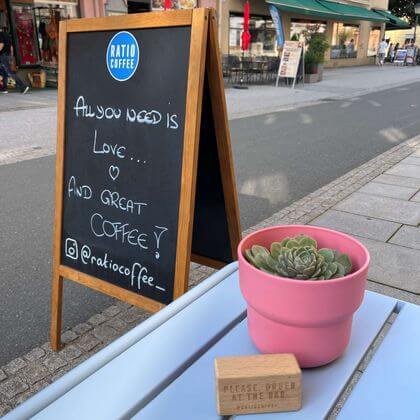 RATIO
COFFEE
ALL YOU NEED IS
LOVE...
♡
AND GREAT
COFFEE!
@ratiocoffee_
PLEASE, ORDER
AT THE BAR